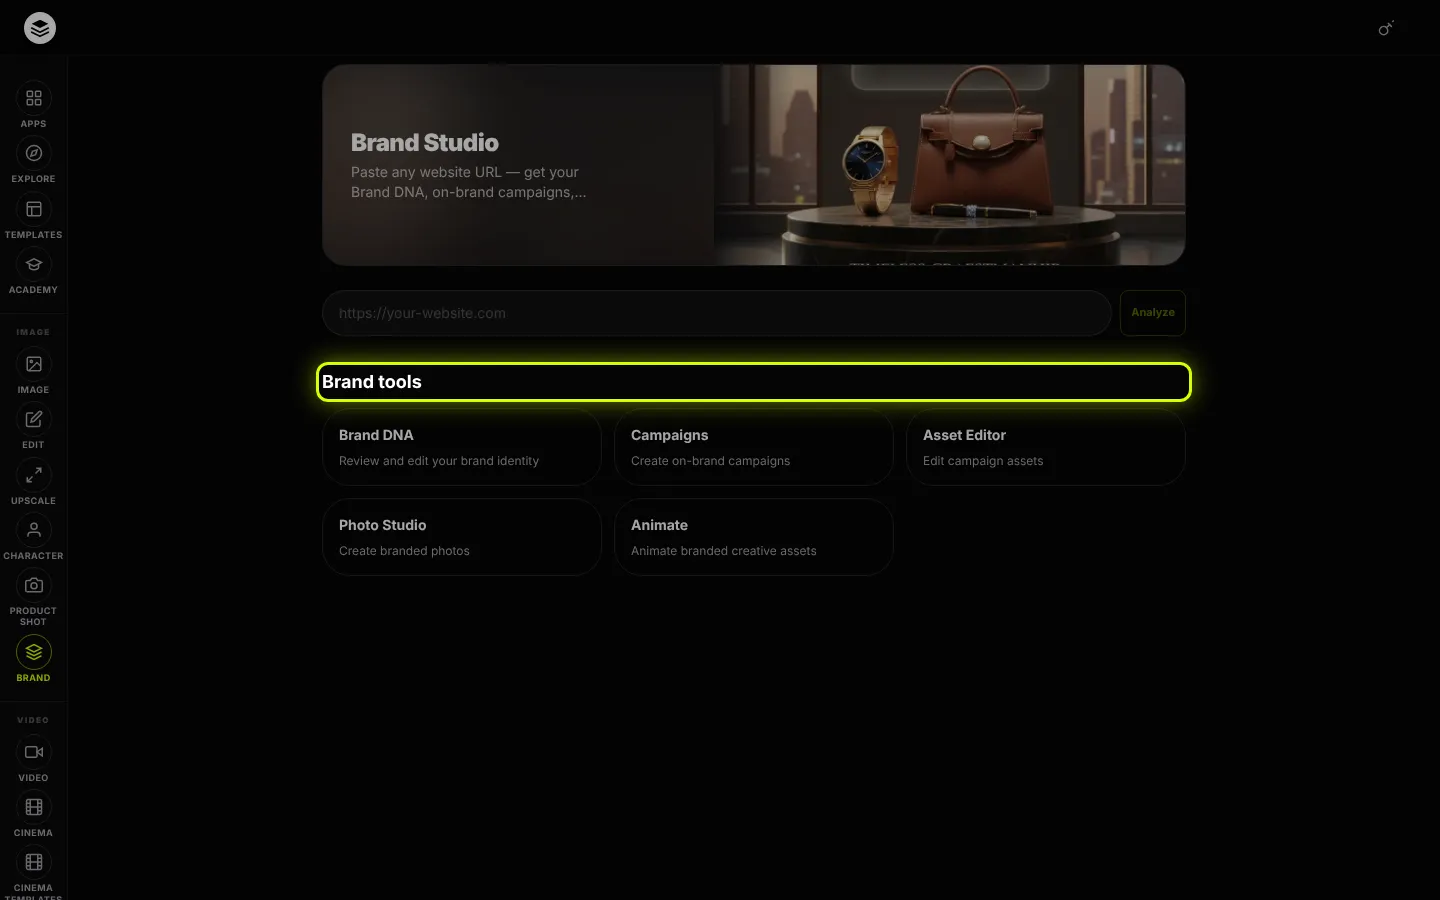 APPS
EXPLORE
TEMPLATES
ACADEMY
IMAGE
IMAGE
EDIT
UPSCALE
CHARACTER
PRODUCT
SHOT
BRAND
VIDEO
VIDEO
CINEMA
CINEMA
TEMPLATES
Brand Studio
Paste any website URL — get your
Brand DNA, on-brand campaigns,...
https://your-website.com
Analyze
Brand tools
Brand DNA
Review and edit your brand identity
Campaigns
Create on-brand campaigns
Asset Editor
Edit campaign assets
Photo Studio
Create branded photos
Animate
Animate branded creative assets